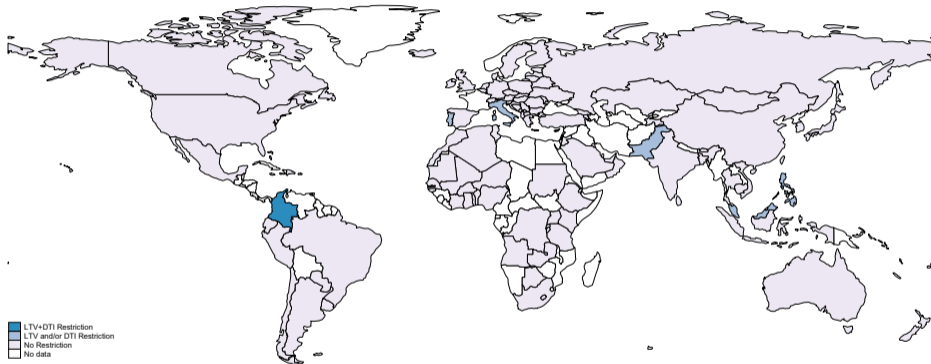 LTV+DTI Restriction
LTV and/or DTI Restriction
No Restriction
No data